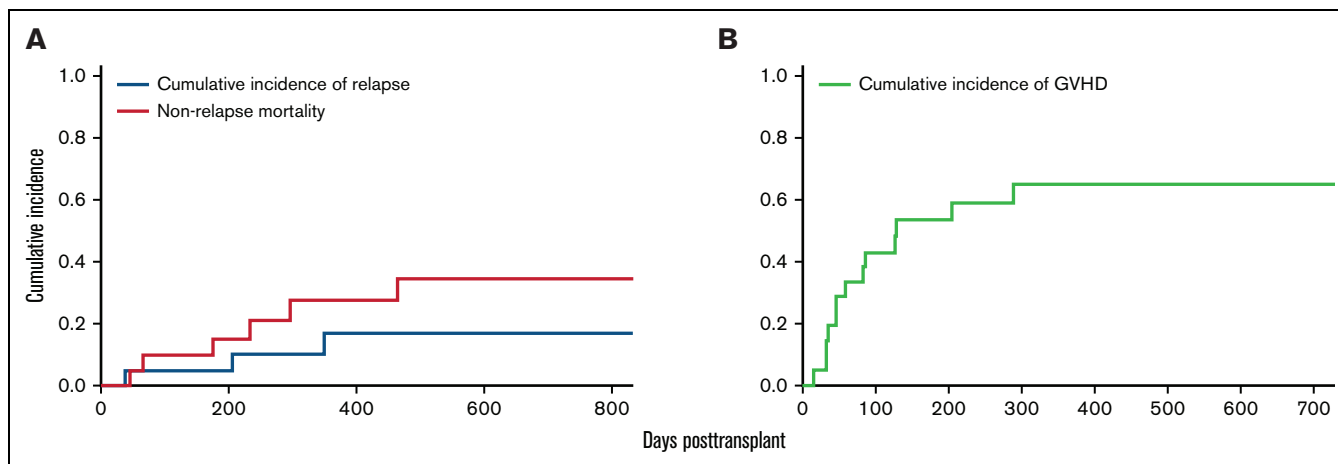 A
B
Cumulative incidence of relapse
Non-relapse mortality
Cumulative incidence of GVHD
Cumulative incidence
1.0
0.8
0.6
0.4
0.2
0.0
0 200 400 600 800
1.0
0.8
0.6
0.4
0.2
0.0
0 100 200 300 400 500 600 700
Days posttransplant